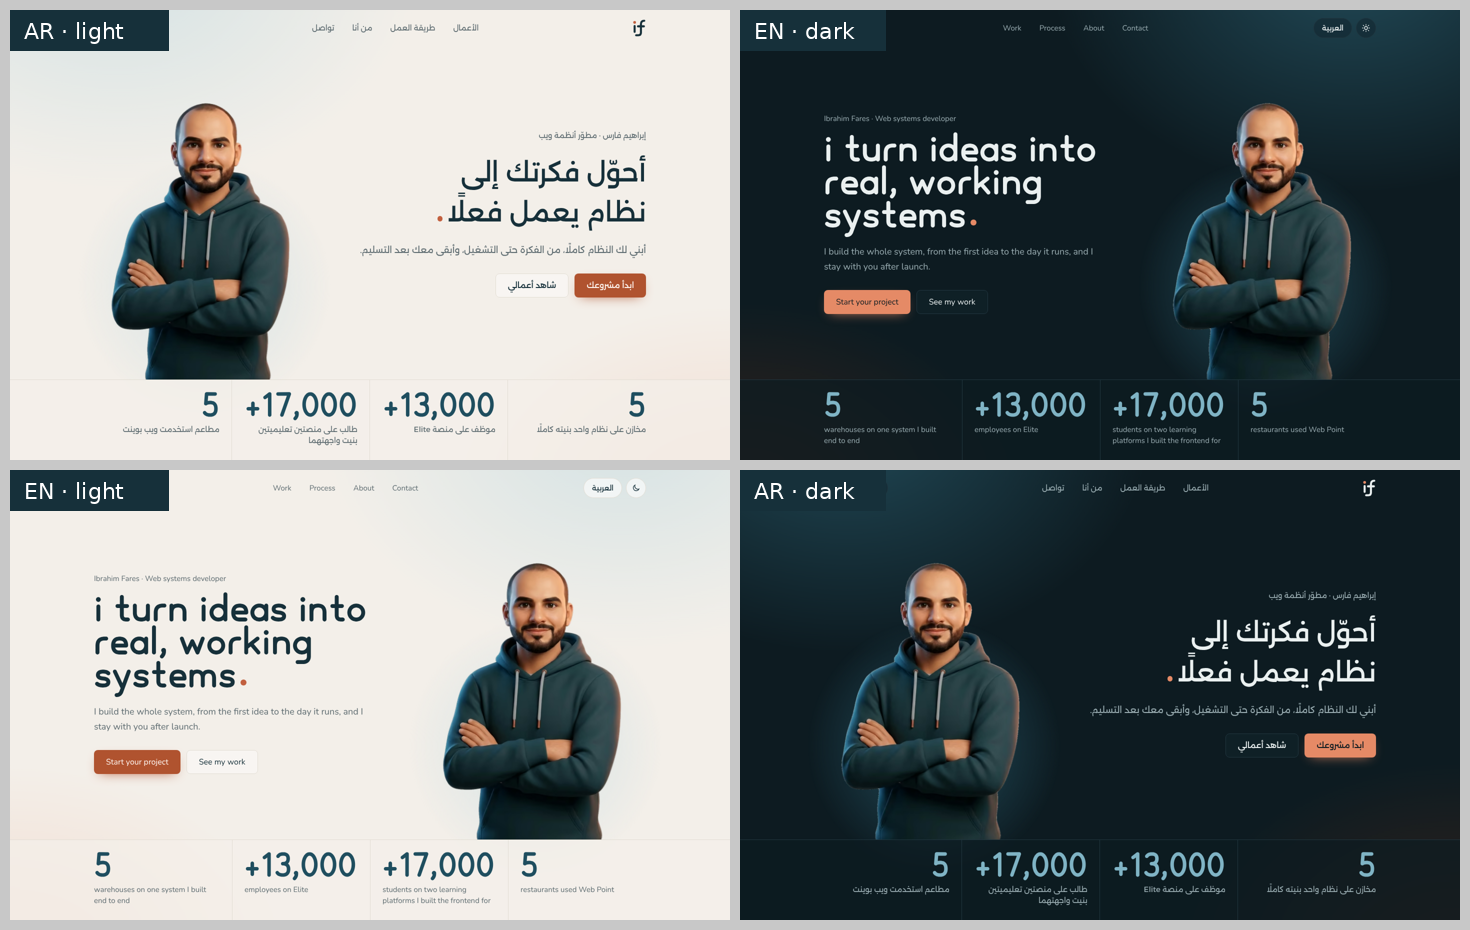 AR · light
if
الأعمال
طريقة العمل
من أنا
تواصل
إبراهيم فارس · مطوّر أنظمة ويب
أحوّل فكرتك إلى
نظام يعمل فعلًا.
أبني لك النظام كاملًا، من الفكرة حتى التشغيل، وأبقى معك بعد التسليم.
ابدأ مشروعك
شاهد أعمالي
5
مخازن على نظام واحد بنيته كاملًا
+13,000
موظف على منصة Elite
+17,000
طالب على منصتين تعليميتين
بنيت واجهتهما
5
مطاعم استخدمت ويب بوينت
EN · dark
Work
Process
About
Contact
العربية
Ibrahim Fares · Web systems developer
i turn ideas into
real, working
systems.
I build the whole system, from the first idea to the day it runs, and I
stay with you after launch.
Start your project
See my work
5
warehouses on one system I built
end to end
+13,000
employees on Elite
+17,000
students on two learning
platforms I built the frontend for
5
restaurants used Web Point
EN · light
Work
Process
About
Contact
العربية
Ibrahim Fares · Web systems developer
i turn ideas into
real, working
systems.
I build the whole system, from the first idea to the day it runs, and I
stay with you after launch.
Start your project
See my work
5
warehouses on one system I built
end to end
+13,000
employees on Elite
+17,000
students on two learning
platforms I built the frontend for
5
restaurants used Web Point
AR · dark
if
الأعمال
طريقة العمل
من أنا
تواصل
إبراهيم فارس · مطوّر أنظمة ويب
أحوّل فكرتك إلى
نظام يعمل فعلًا.
أبني لك النظام كاملًا، من الفكرة حتى التشغيل، وأبقى معك بعد التسليم.
ابدأ مشروعك
شاهد أعمالي
5
مخازن على نظام واحد بنيته كاملًا
+13,000
موظف على منصة Elite
+17,000
طالب على منصتين تعليميتين
بنيت واجهتهما
5
مطاعم استخدمت ويب بوينت